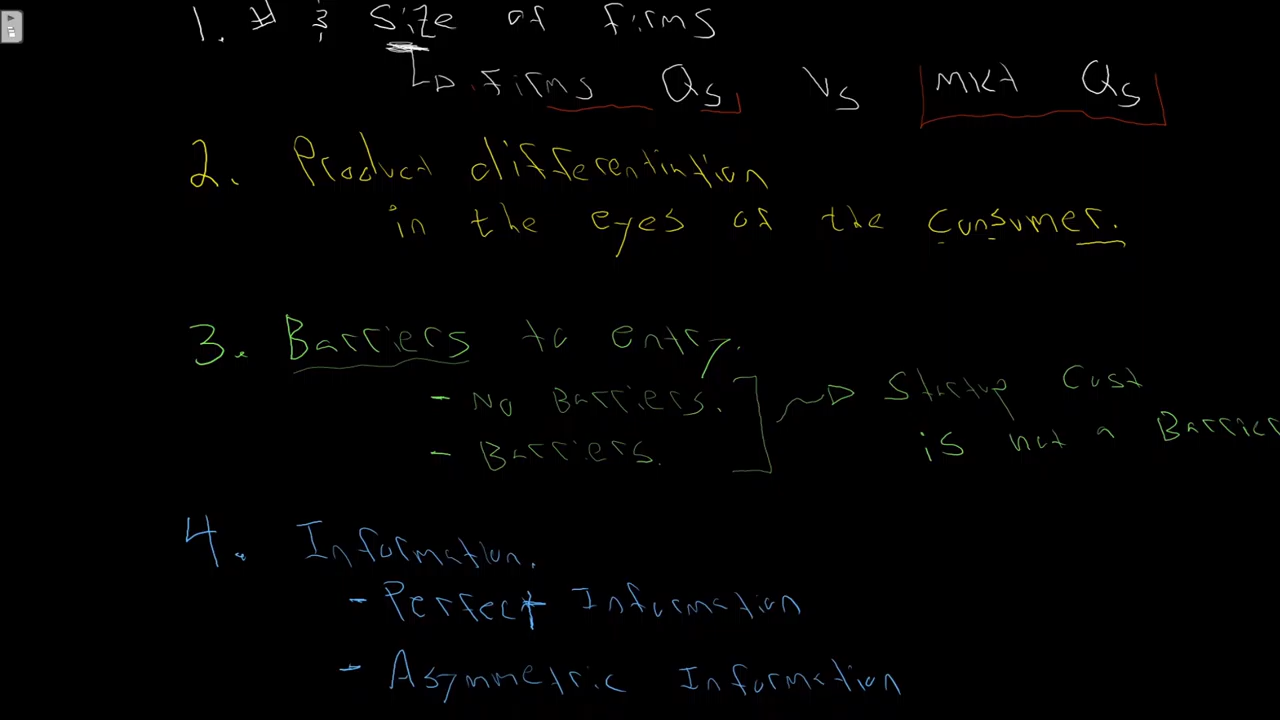 1. # & Size of firms
↳ firms Qs Vs mkt Qs
2. Product differentiation
in the eyes of the Consumer.
3. Barriers to entry.
- No Barriers.
- Barriers.
Startup Cost
is not a Barrier
4. Information.
- Perfect Information
- Asymmetric Information